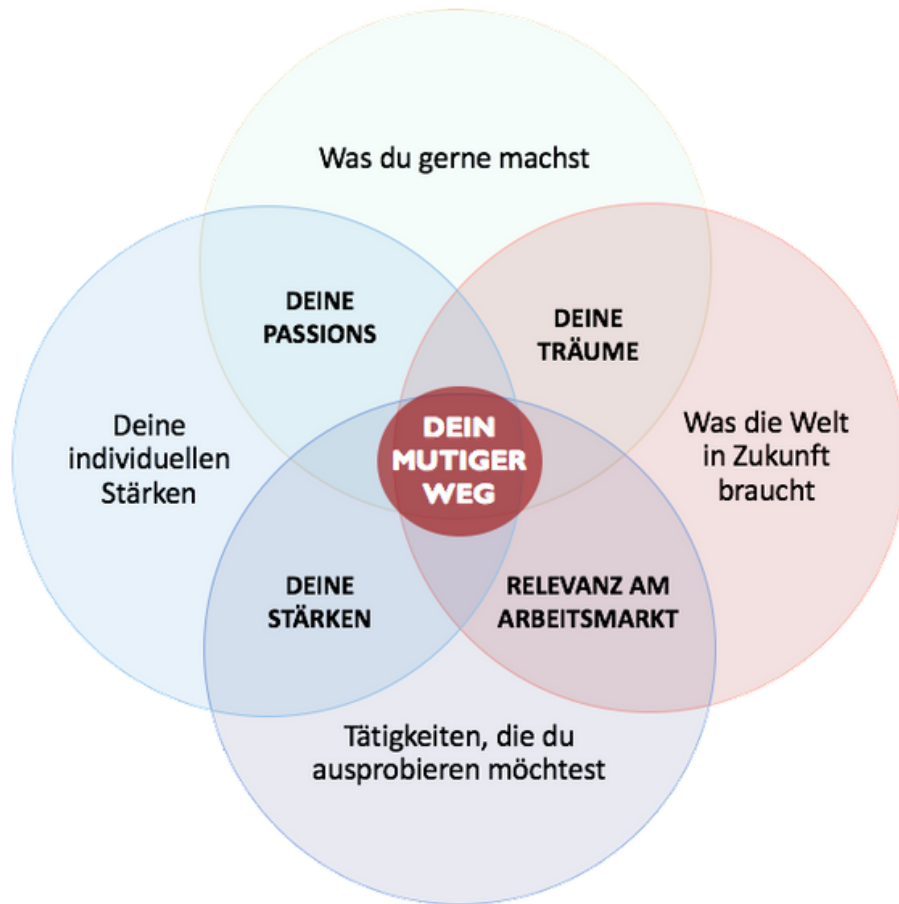 Was du gerne machst
DEINE
PASSIONS
DEINE
TRÄUME
Deine
individuellen
Stärken
DEIN
MUTIGER
WEG
Was die Welt
in Zukunft
braucht
DEINE
STÄRKEN
RELEVANZ AM
ARBEITSMARKT
Tätigkeiten, die du
ausprobieren möchtest